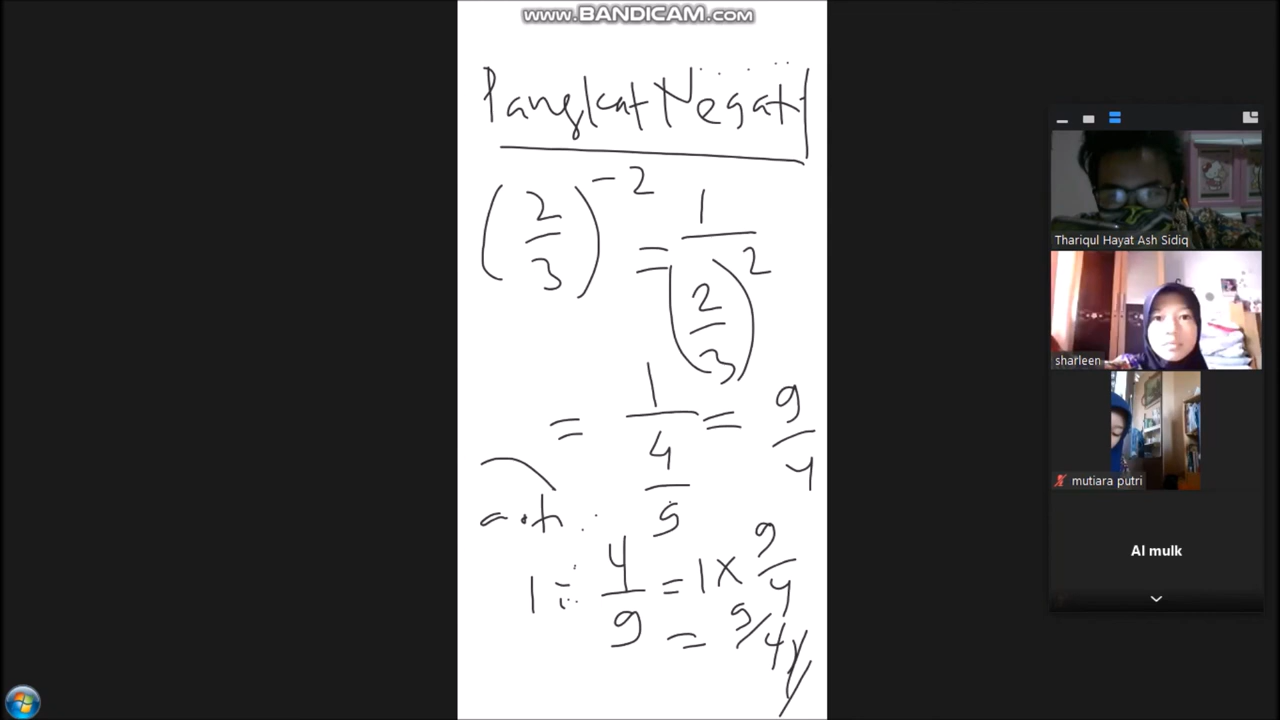 www.BANDICAM.com
Pangkat Negatif
(2/3)^-2 = 1/(2/3)^2
= 1/(4/9) = 9/4
1 ÷ 4/9 = 1 × 9/4
= 9/4
Thariqul Hayat Ash Sidiq
sharleen
mutiara putri
Al mulk